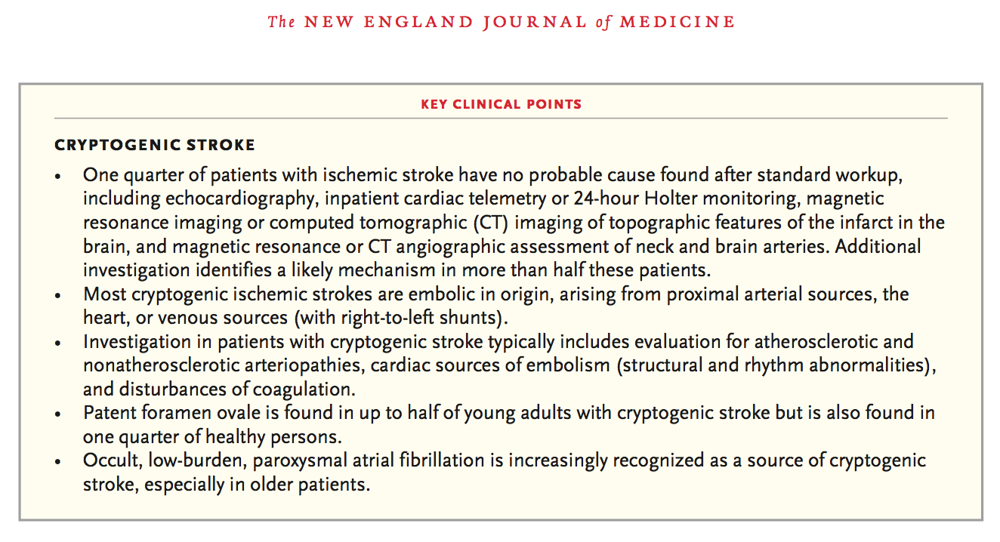 The NEW ENGLAND JOURNAL of MEDICINE
KEY CLINICAL POINTS
CRYPTOGENIC STROKE
• One quarter of patients with ischemic stroke have no probable cause found after standard workup,
including echocardiography, inpatient cardiac telemetry or 24-hour Holter monitoring, magnetic
resonance imaging or computed tomographic (CT) imaging of topographic features of the infarct in the
brain, and magnetic resonance or CT angiographic assessment of neck and brain arteries. Additional
investigation identifies a likely mechanism in more than half these patients.
• Most cryptogenic ischemic strokes are embolic in origin, arising from proximal arterial sources, the
heart, or venous sources (with right-to-left shunts).
• Investigation in patients with cryptogenic stroke typically includes evaluation for atherosclerotic and
nonatherosclerotic arteriopathies, cardiac sources of embolism (structural and rhythm abnormalities),
and disturbances of coagulation.
• Patent foramen ovale is found in up to half of young adults with cryptogenic stroke but is also found in
one quarter of healthy persons.
• Occult, low-burden, paroxysmal atrial fibrillation is increasingly recognized as a source of cryptogenic
stroke, especially in older patients.